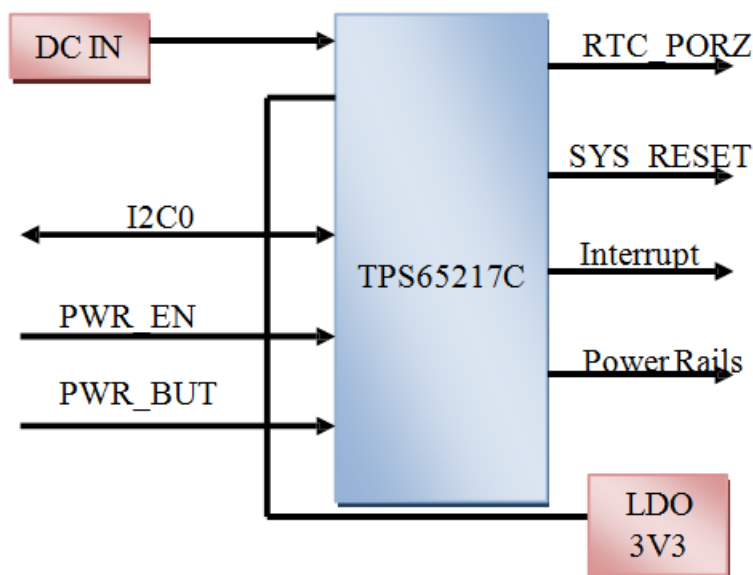 DC IN
RTC_PORZ
SYS_RESET
I2C0
Interrupt
TPS65217C
PWR_EN
Power Rails
PWR_BUT
LDO
3V3